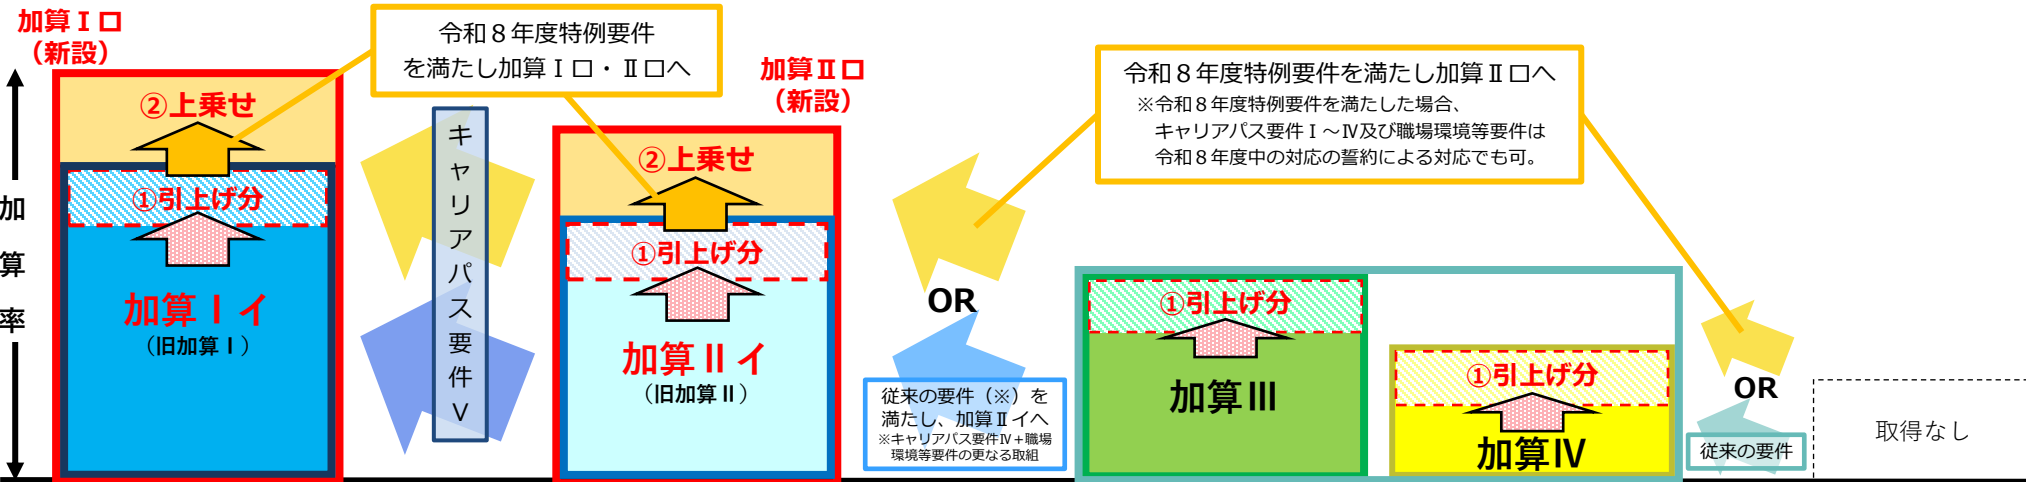 加算Ⅰロ
（新設）
加算率
②上乗せ
①引上げ分
加算Ⅰイ
（旧加算Ⅰ）
令和８年度特例要件
を満たし加算Ⅰロ・Ⅱロへ
キャリアパス要件Ⅴ
加算Ⅱロ
（新設）
②上乗せ
①引上げ分
加算Ⅱイ
（旧加算Ⅱ）
令和８年度特例要件を満たし加算Ⅱロへ
※令和８年度特例要件を満たした場合、
キャリアパス要件Ⅰ～Ⅳ及び職場環境等要件は
令和８年度中の対応の誓約による対応でも可。
OR
従来の要件（※）を
満たし、加算Ⅱイへ
※キャリアパス要件Ⅳ＋職場
環境等要件の更なる取組
①引上げ分
加算Ⅲ
①引上げ分
加算Ⅳ
OR
従来の要件
取得なし